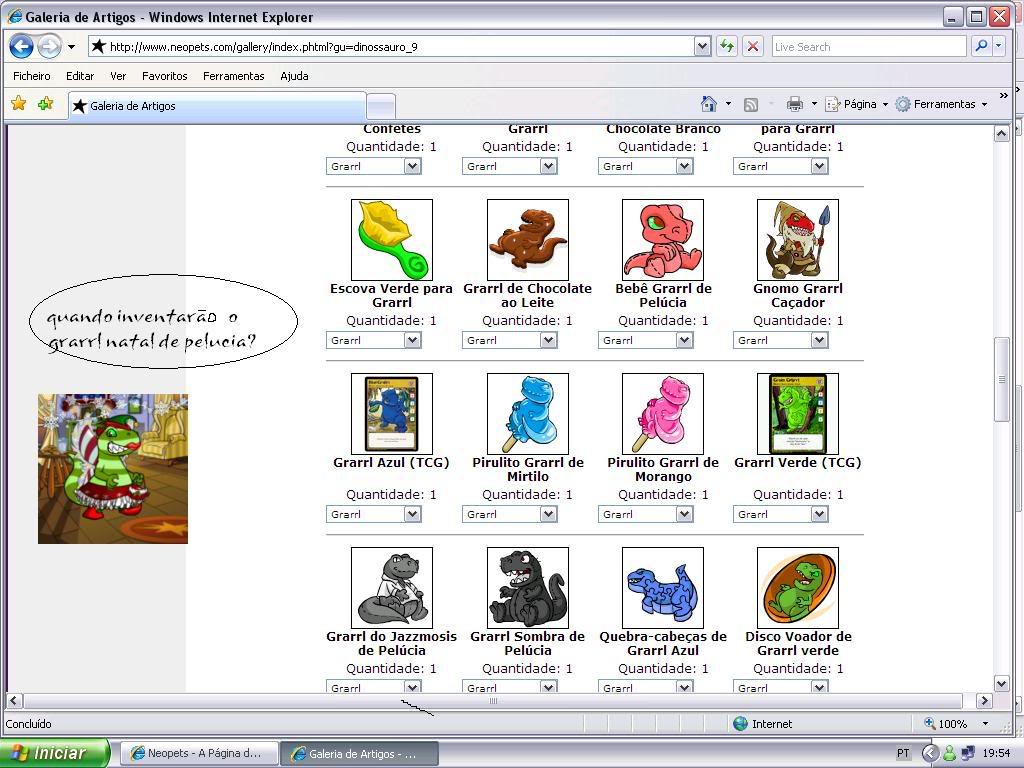 Galeria de Artigos - Windows Internet Explorer
http://www.neopets.com/gallery/index.phtml?gu=dinossauro_9
Live Search
Ficheiro Editar Ver Favoritos Ferramentas Ajuda
Galeria de Artigos
Página Ferramentas »
Confetes Grarrl Chocolate Branco para Grarrl
Quantidade: 1 Quantidade: 1 Quantidade: 1 Quantidade: 1
Grarrl Grarrl Grarrl Grarrl
Escova Verde para Grarrl de Chocolate Bebê Grarrl de Gnomo Grarrl
Grarrl ao Leite Pelúcia Caçador
Quantidade: 1 Quantidade: 1 Quantidade: 1 Quantidade: 1
Grarrl Grarrl Grarrl Grarrl
quando inventarão o
grarrl natal de pelucia?
Grarrl Azul (TCG) Pirulito Grarrl de Pirulito Grarrl de Grarrl Verde (TCG)
Mirtilo Morango
Quantidade: 1 Quantidade: 1 Quantidade: 1 Quantidade: 1
Grarrl Grarrl Grarrl Grarrl
Grarrl do Jazzmosis Grarrl Sombra de Quebra-cabeças de Disco Voador de
de Pelúcia Pelúcia Grarrl Azul Grarrl verde
Quantidade: 1 Quantidade: 1 Quantidade: 1 Quantidade: 1
Grarrl Grarrl Grarrl Grarrl
Concluído Internet 100%
Iniciar Neopets - A Página d... Galeria de Artigos - ... PT 19:54